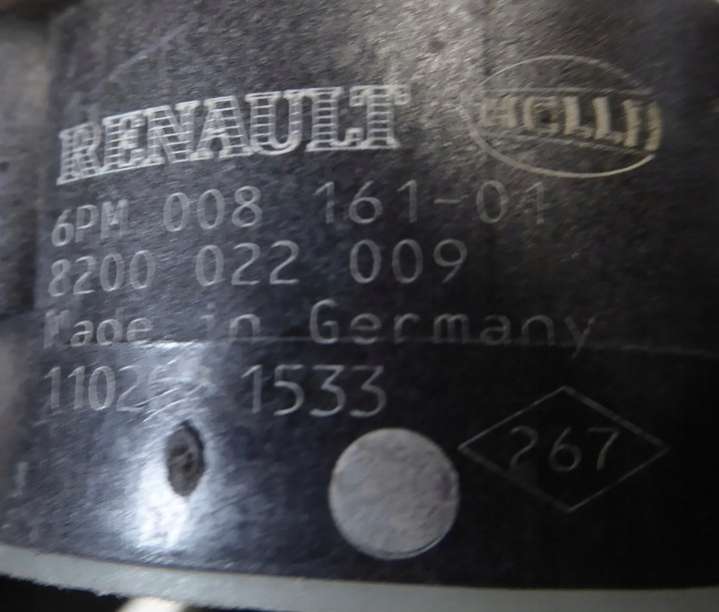 RENAULT HELLA
6PM 008 161-01
8200 022 009
Made in Germany
1533
267